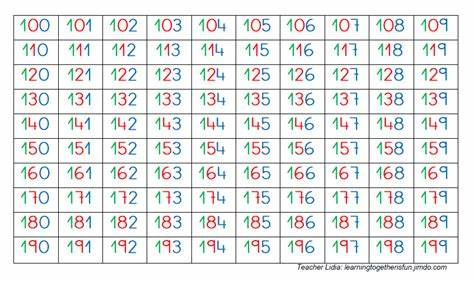 100 101 102 103 104 105 106 107 108 109
110 111 112 113 114 115 116 117 118 119
120 121 122 123 124 125 126 127 128 129
130 131 132 133 134 135 136 137 138 139
140 141 142 143 144 145 146 147 148 149
150 151 152 153 154 155 156 157 158 159
160 161 162 163 164 165 166 167 168 169
170 171 172 173 174 175 176 177 178 179
180 181 182 183 184 185 186 187 188 189
190 191 192 193 194 195 196 197 198 199
Teacher Lidia: learningtogetherisfun.jimdo.com